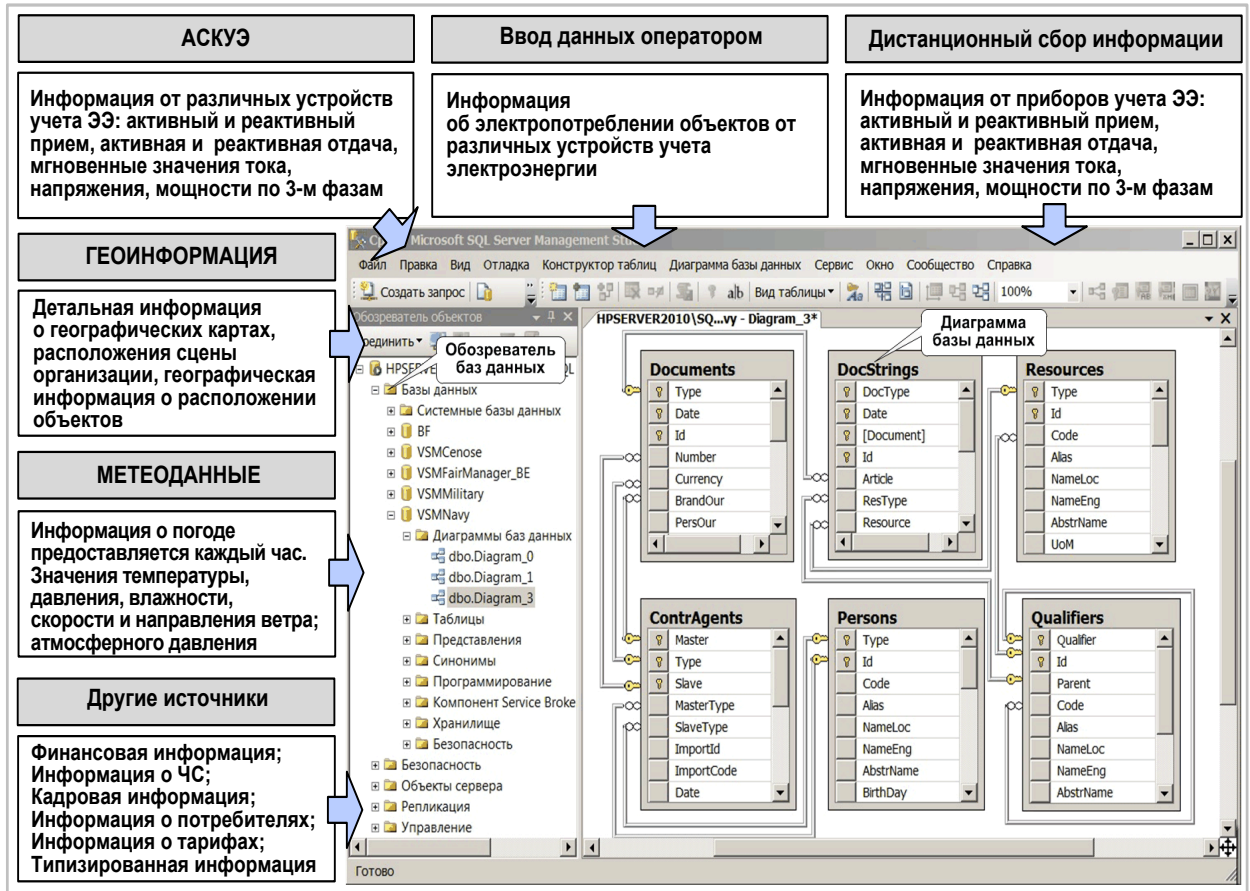 АСКУЭ
Информация от различных устройств
учета ЭЭ: активный и реактивный
прием, активная и реактивная отдача,
мгновенные значения тока,
напряжения, мощности по 3-м фазам
Ввод данных оператором
Информация
об электропотреблении объектов от
различных устройств учета
электроэнергии
Дистанционный сбор информации
Информация от приборов учета ЭЭ:
активный и реактивный прием,
активная и реактивная отдача,
мгновенные значения тока,
напряжения, мощности по 3-м фазам
ГЕОИНФОРМАЦИЯ
Детальная информация
о географических картах,
расположения сцены
организации, географическая
информация о расположении
объектов
МЕТЕОДАННЫЕ
Информация о погоде
предоставляется каждый час.
Значения температуры,
давления, влажности,
скорости и направления ветра;
атмосферного давления
Другие источники
Финансовая информация;
Информация о ЧС;
Кадровая информация;
Информация о потребителях;
Информация о тарифах;
Типизированная информация
Microsoft SQL Server Management
Файл Правка Вид Отладка Конструктор таблиц Диаграмма базы данных Сервис Окно Сообщество Справка
Создать запрос
Вид таблицы
100%
Обозреватель объектов
Обозреватель
баз данных
Базы данных
Системные базы данных
BF
VSMCenose
VSMFairManager_BE
VSMMilitary
VSMNavy
Диаграммы баз данных
dbo.Diagram_0
dbo.Diagram_1
dbo.Diagram_3
Таблицы
Представления
Синонимы
Программирование
Компонент Service Broke
Хранилище
Безопасность
Безопасность
Объекты сервера
Репликация
Управление
Готово
HPSERVER2010\SQ...vy - Diagram_3*
Диаграмма
базы данных
Documents
Type
Date
Id
Number
Currency
BrandOur
PersOur
DocStrings
DocType
Date
[Document]
Id
Article
ResType
Resource
Resources
Type
Id
Code
Alias
NameLoc
NameEng
AbstrName
UoM
ContrAgents
Master
Type
Slave
MasterType
SlaveType
ImportId
ImportCode
Date
Persons
Type
Id
Code
Alias
NameLoc
NameEng
AbstrName
BirthDay
Qualifiers
Qualifier
Id
Parent
Code
Alias
NameLoc
NameEng
AbstrName